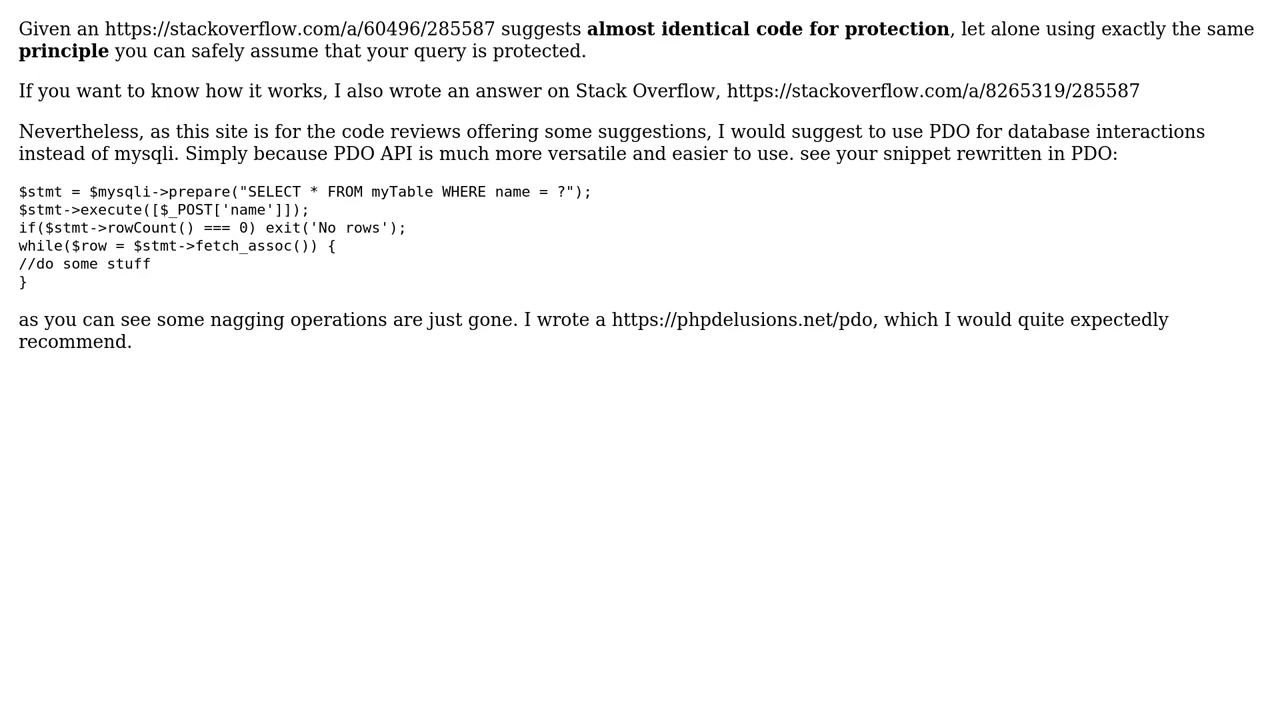 Given an https://stackoverflow.com/a/60496/285587 suggests almost identical code for protection, let alone using exactly the same
principle you can safely assume that your query is protected.
If you want to know how it works, I also wrote an answer on Stack Overflow, https://stackoverflow.com/a/8265319/285587
Nevertheless, as this site is for the code reviews offering some suggestions, I would suggest to use PDO for database interactions
instead of mysqli. Simply because PDO API is much more versatile and easier to use. see your snippet rewritten in PDO:
$stmt = $mysqli->prepare("SELECT * FROM myTable WHERE name = ?");
$stmt->execute([$_POST['name']]);
if($stmt->rowCount() === 0) exit('No rows');
while($row = $stmt->fetch_assoc()) {
//do some stuff
}
as you can see some nagging operations are just gone. I wrote a https://phpdelusions.net/pdo, which I would quite expectedly
recommend.